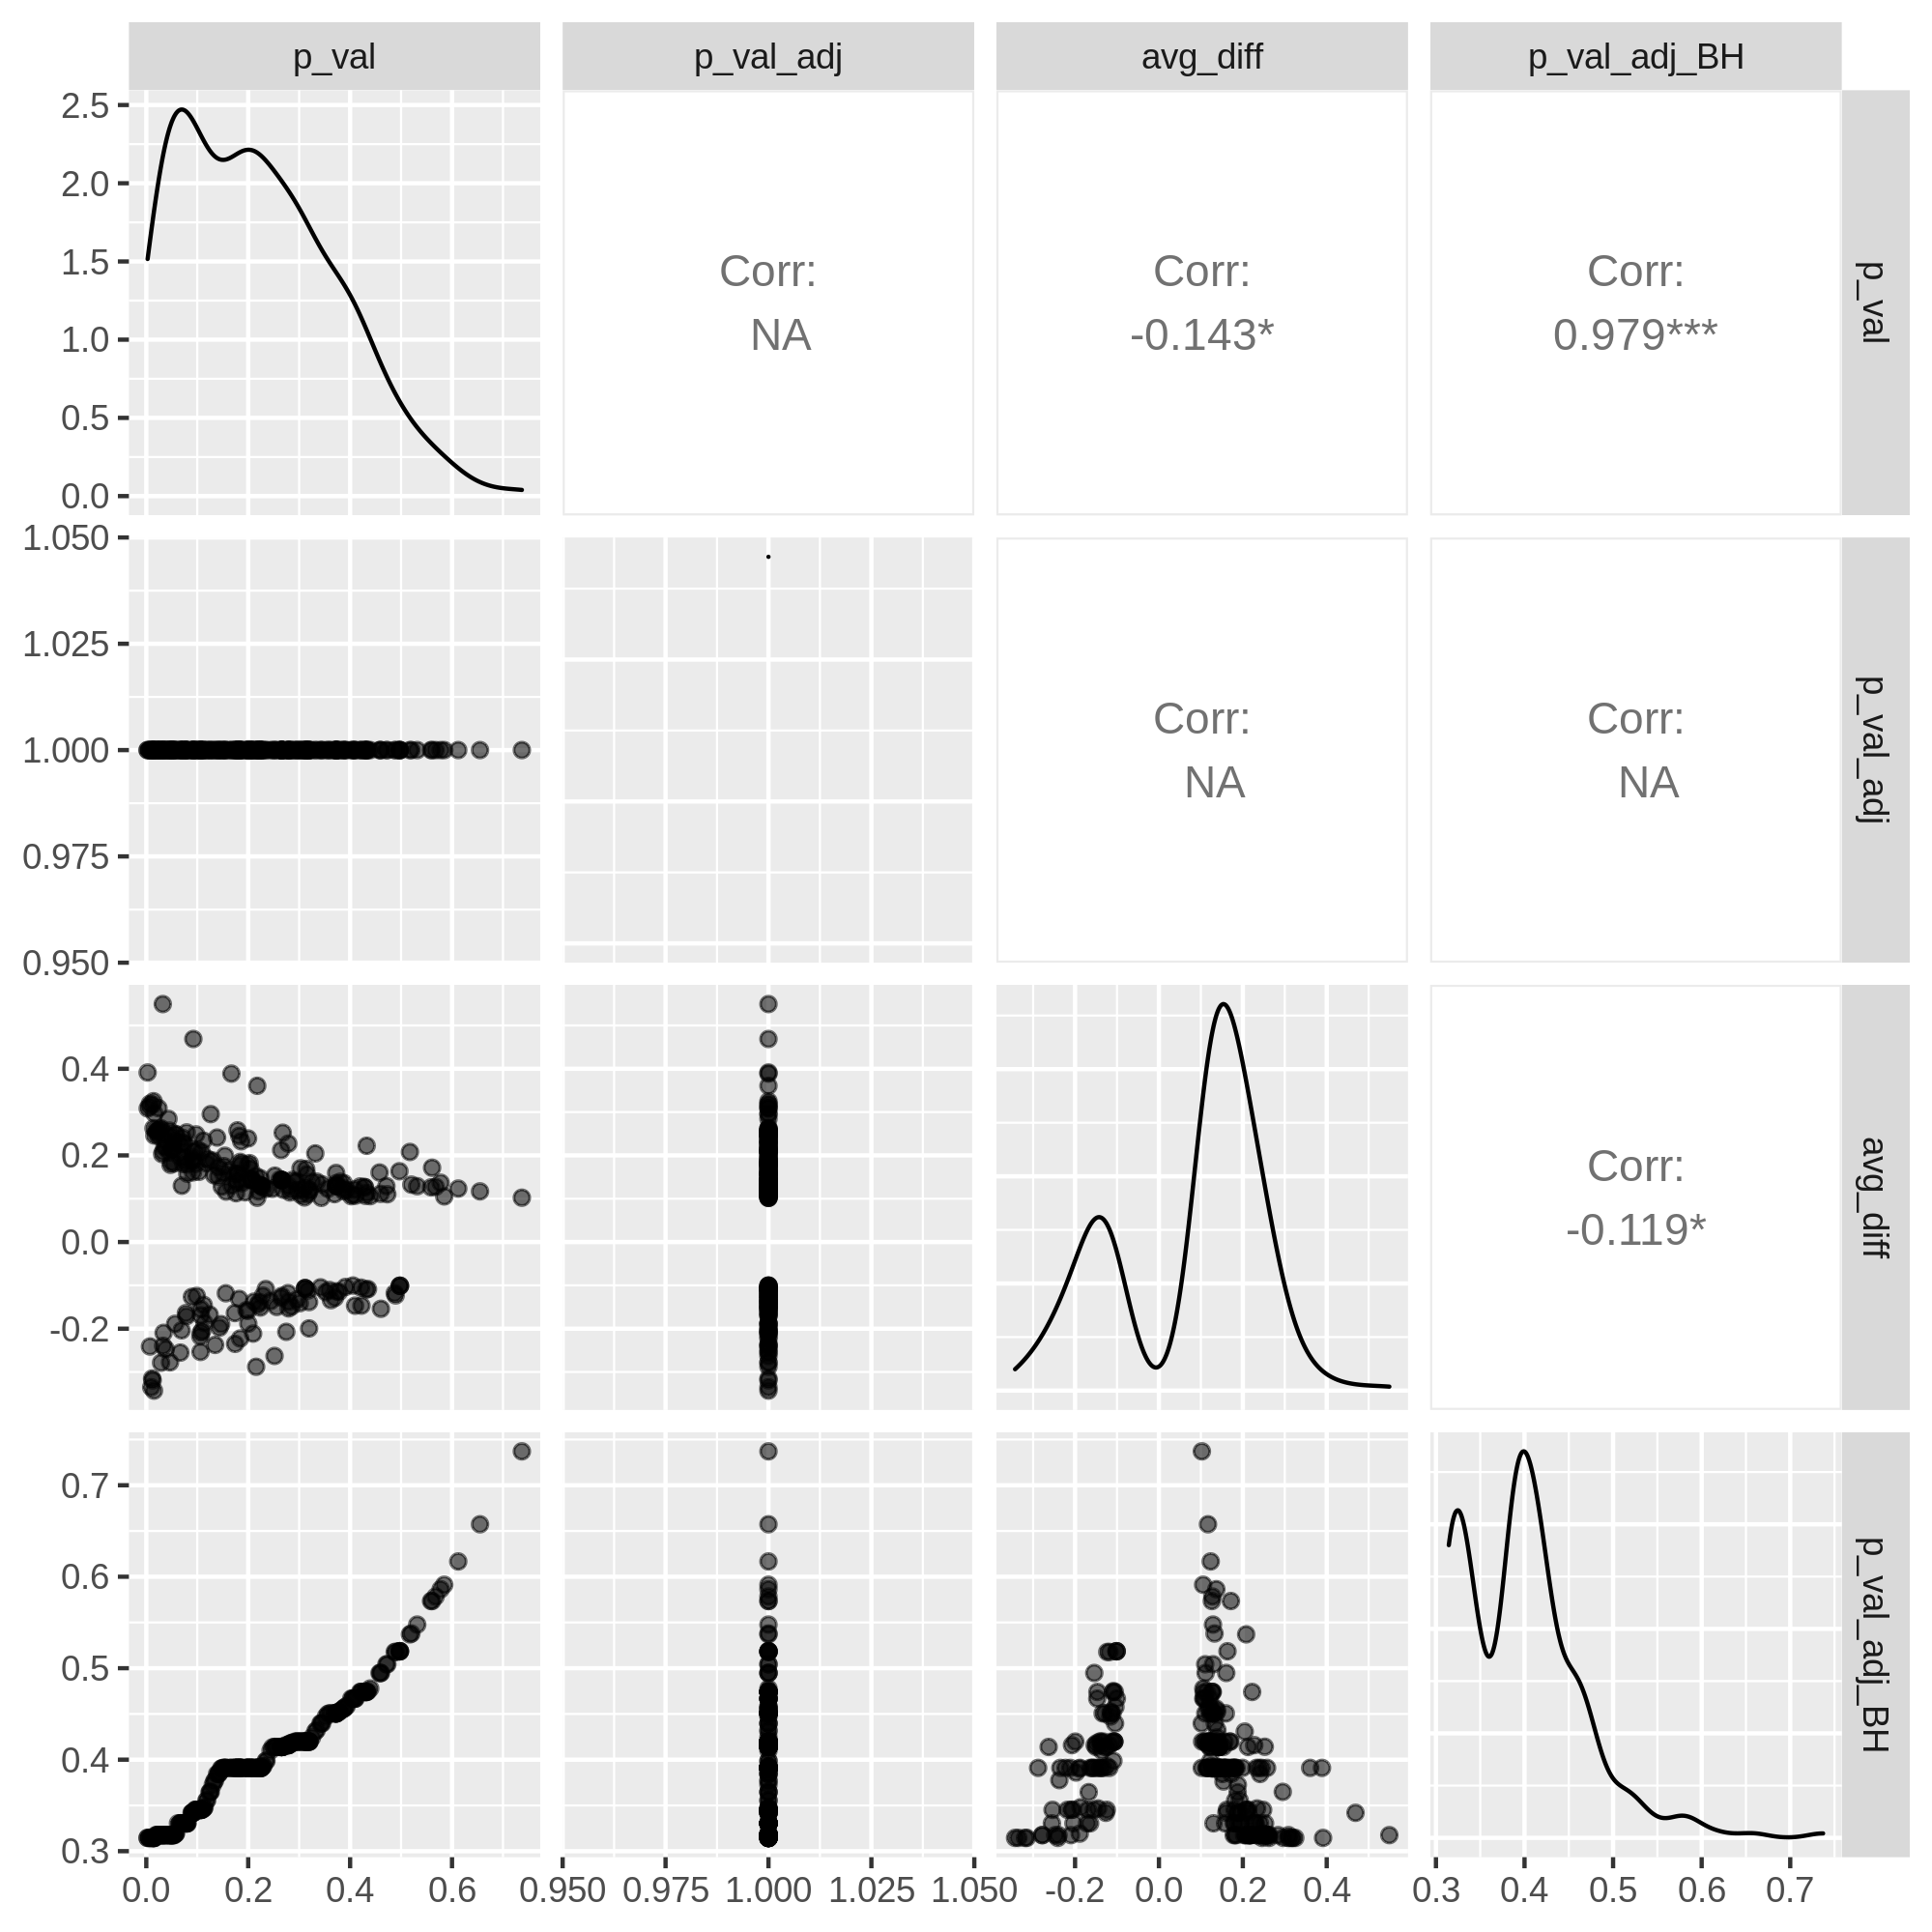 p_val p_val_adj avg_diff p_val_adj_BH
2.5
2.0
1.5
1.0
0.5
0.0
Corr:
NA
Corr:
-0.143*
Corr:
0.979***
p_val
1.050
1.025
1.000
0.975
0.950
Corr:
NA
Corr:
NA
p_val_adj
0.4
0.2
0.0
-0.2
Corr:
-0.119*
avg_diff
0.7
0.6
0.5
0.4
0.3
p_val_adj_BH
0.0 0.2 0.4 0.6 0.950 0.975 1.000 1.025 1.050 -0.2 0.0 0.2 0.4 0.3 0.4 0.5 0.6 0.7